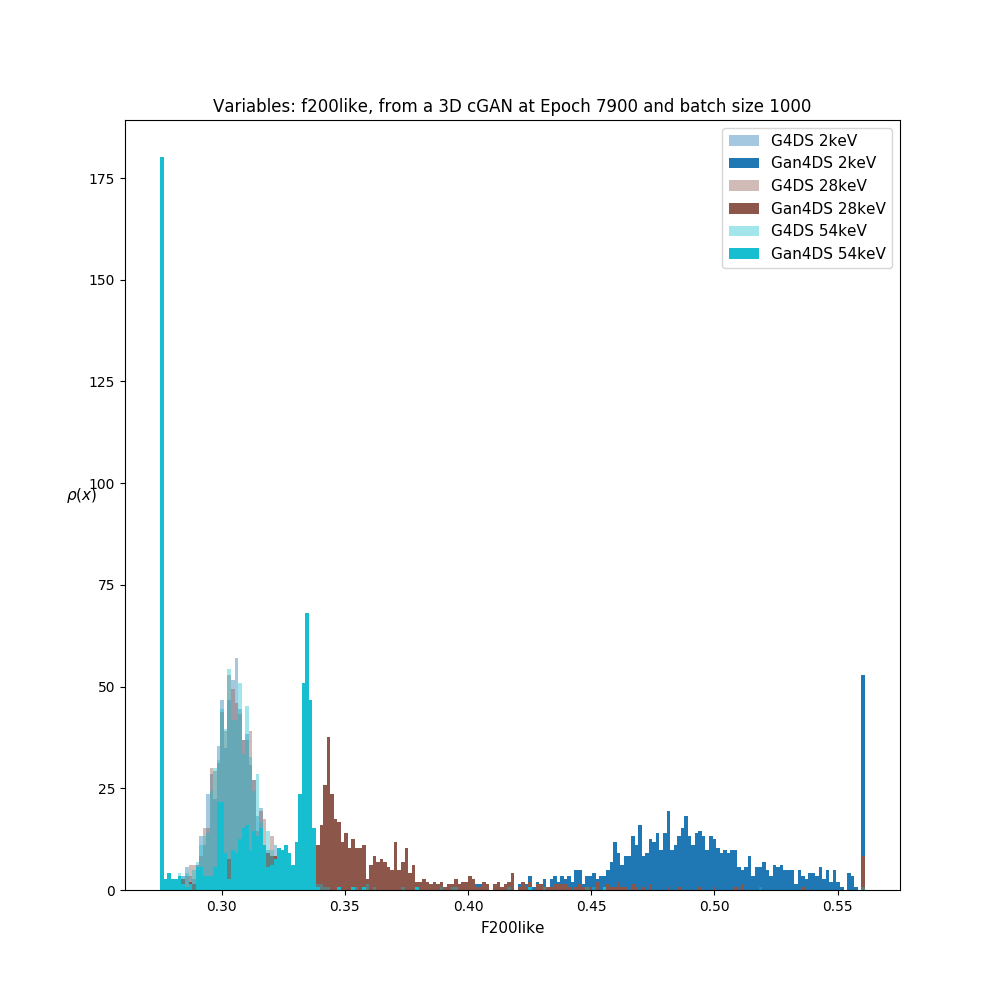 Variables: f200like, from a 3D cGAN at Epoch 7900 and batch size 1000
G4DS 2keV
Gan4DS 2keV
G4DS 28keV
Gan4DS 28keV
G4DS 54keV
Gan4DS 54keV
175
150
125
100
ρ(x)
75
50
25
0
0.30 0.35 0.40 0.45 0.50 0.55
F200like